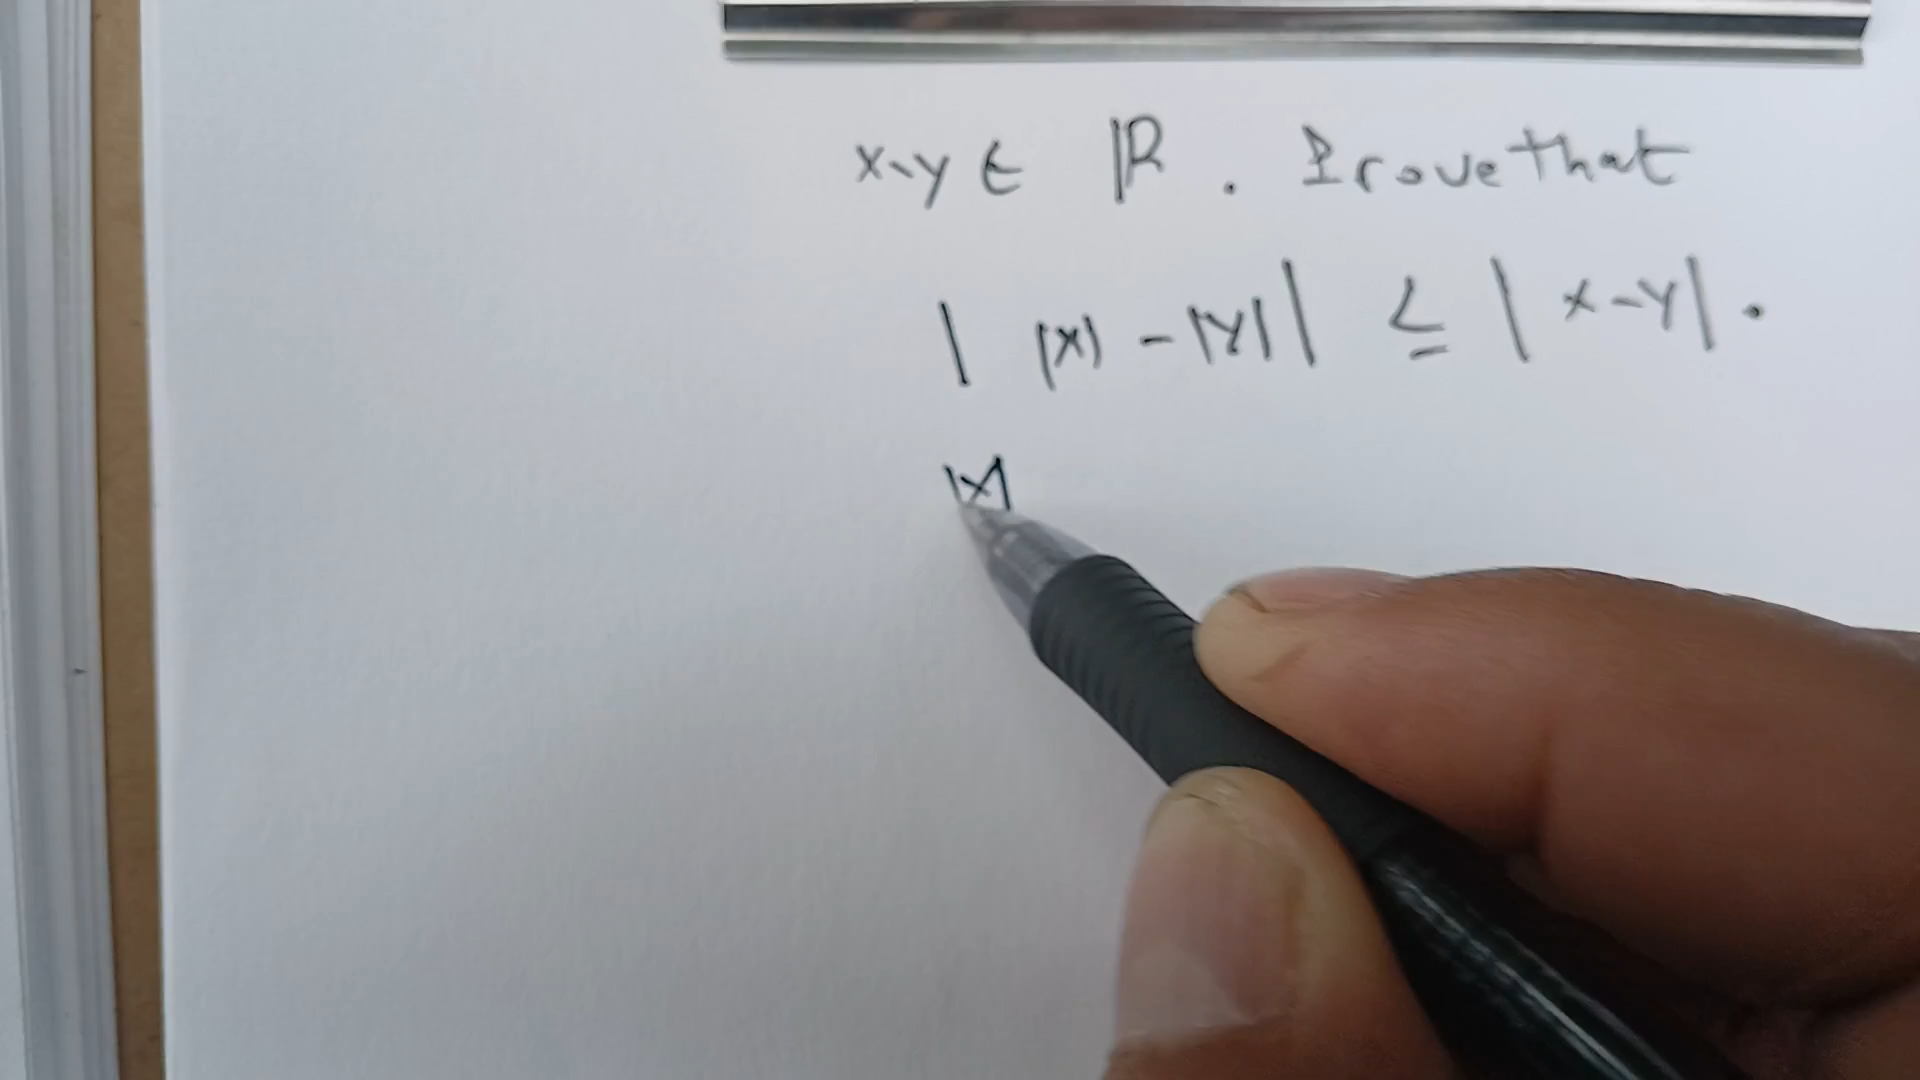 x,y ∈ ℝ. Prove that
| |x| - |y| | ≤ | x-y |.
|x|